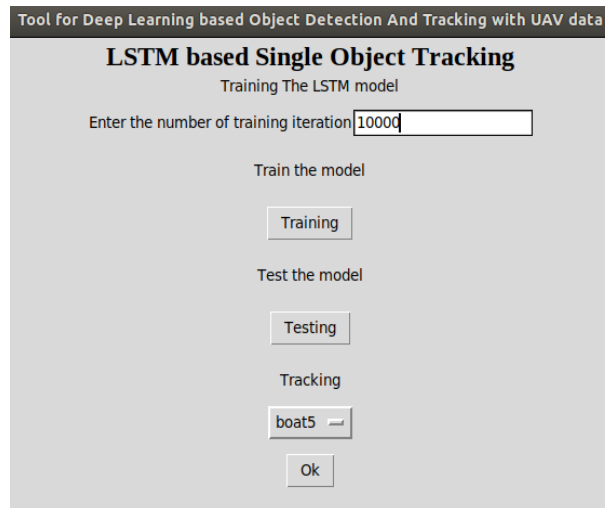 Tool for Deep Learning based Object Detection And Tracking with UAV data
LSTM based Single Object Tracking
Training The LSTM model
Enter the number of training iteration 10000
Train the model
Training
Test the model
Testing
Tracking
boat5
Ok